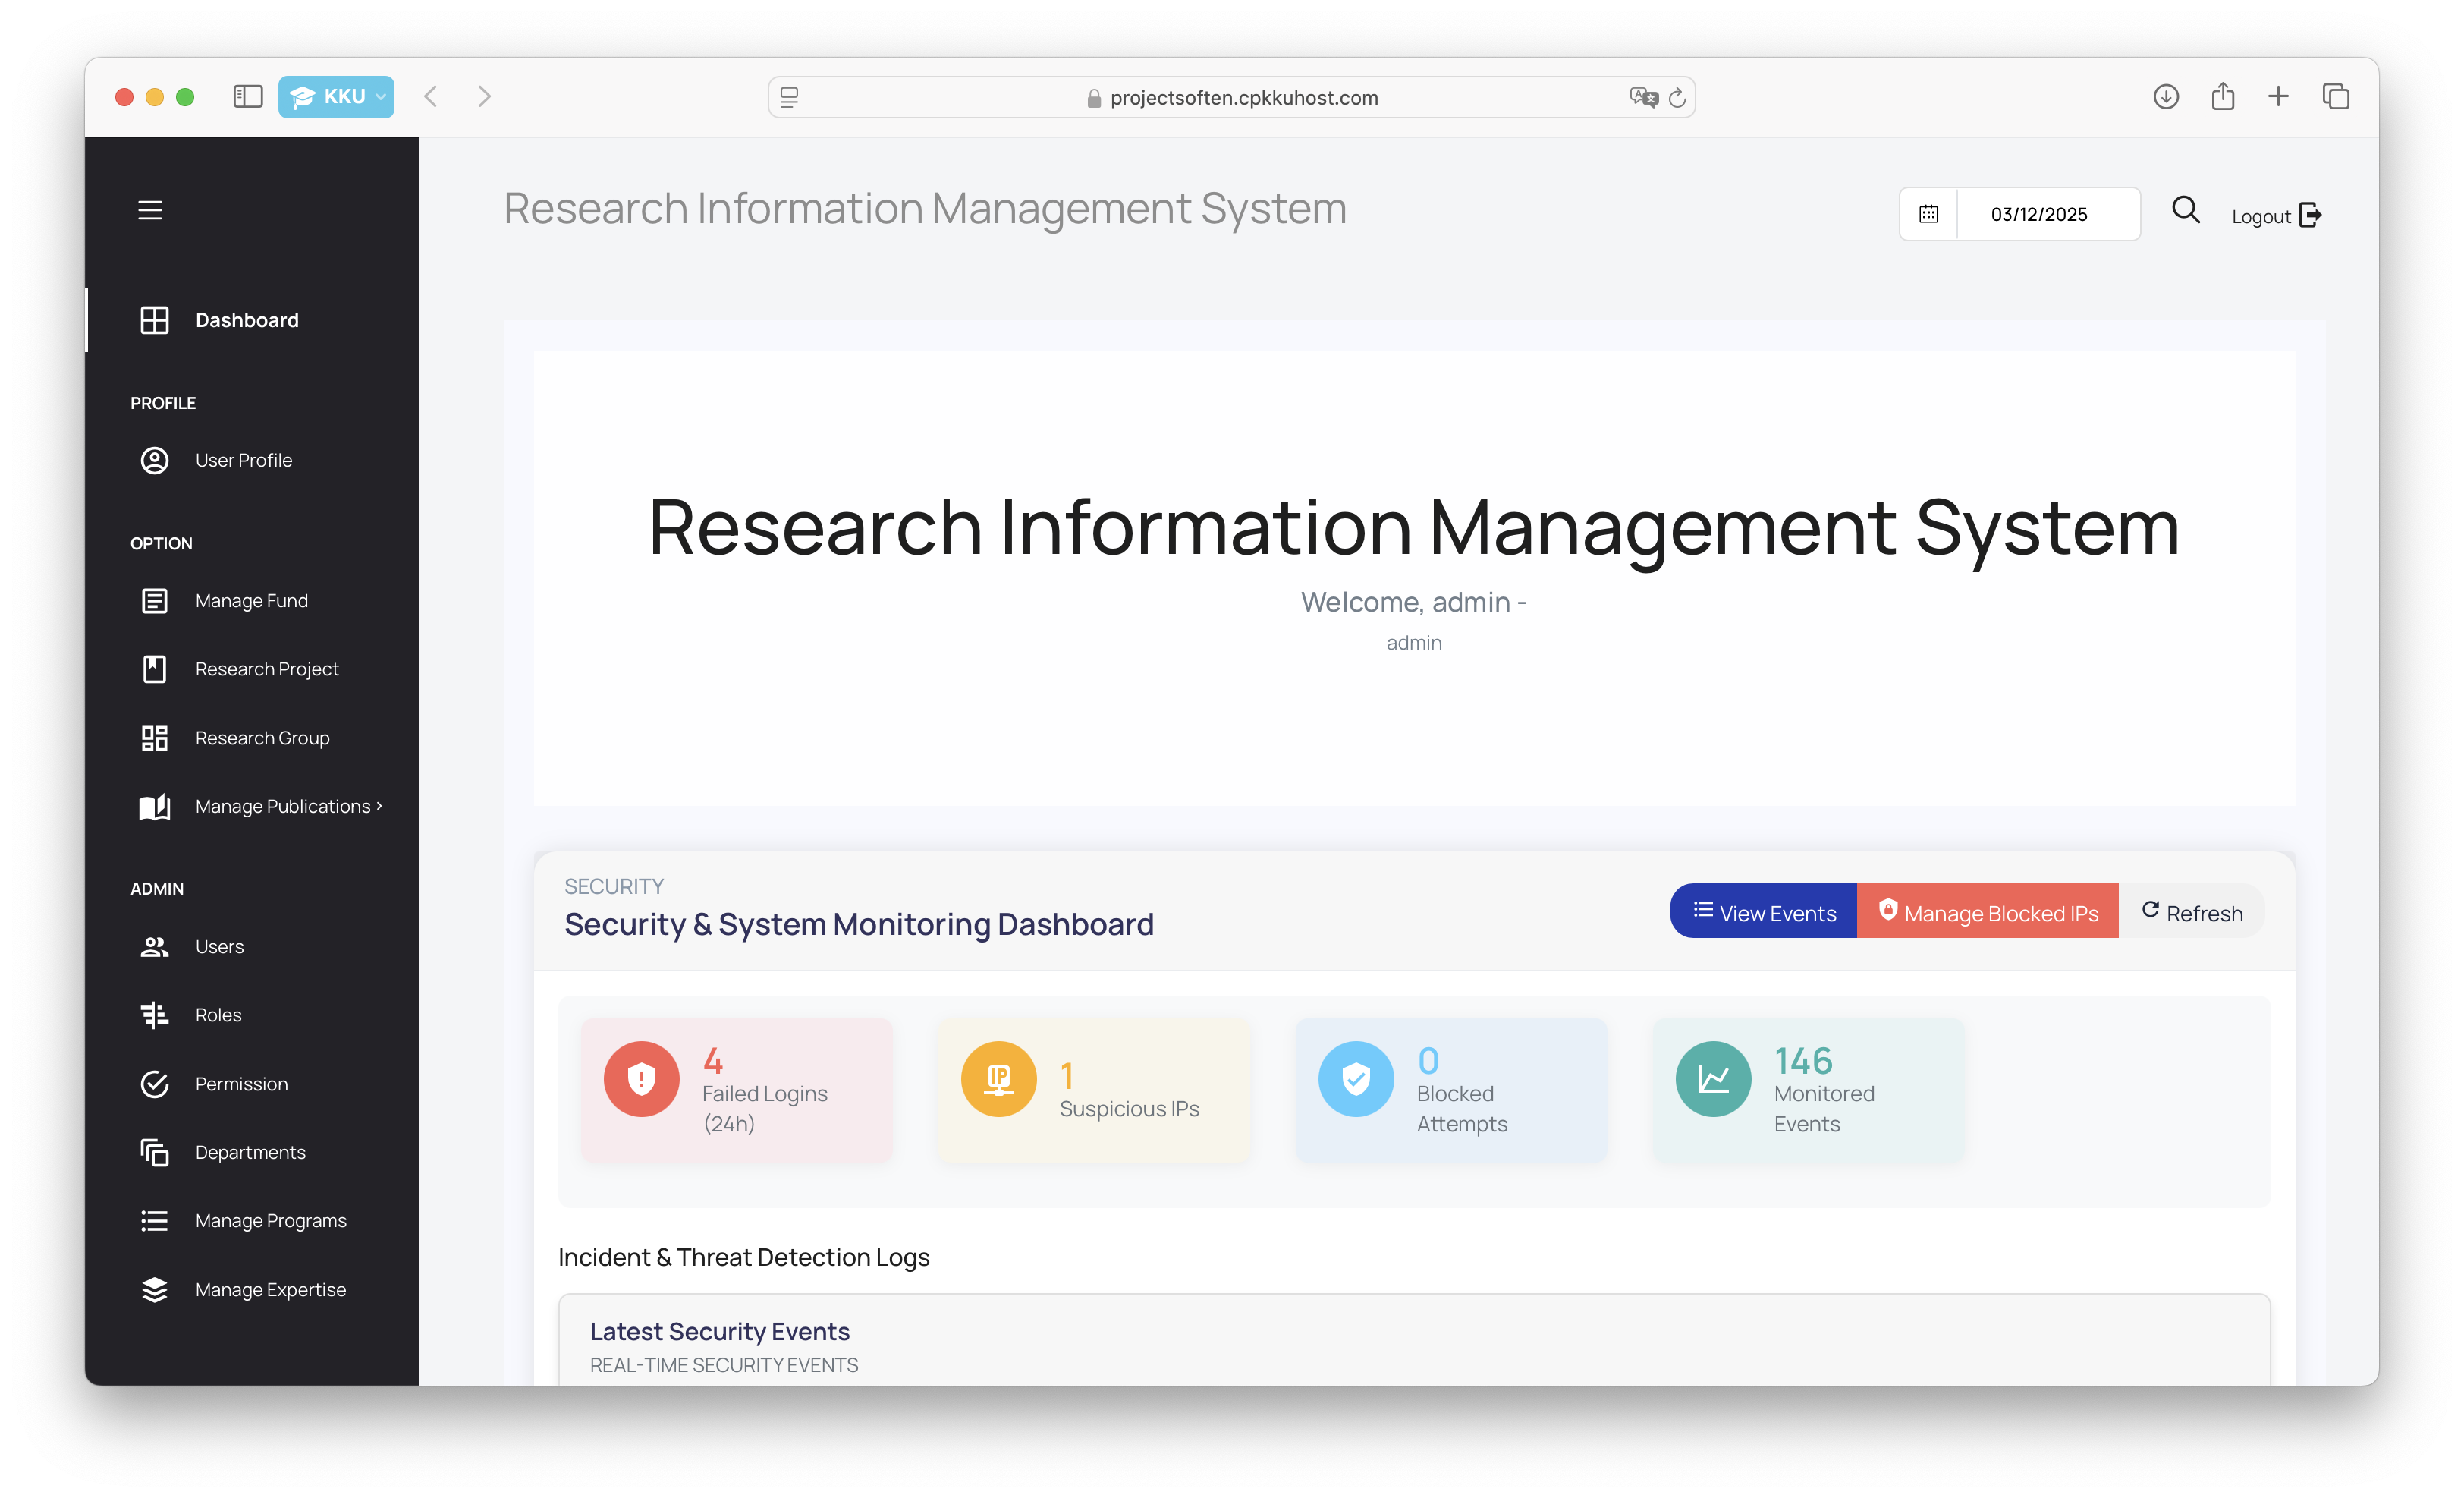 KKU
projectsoften.cpkkuhost.com
Research Information Management System
03/12/2025
Logout
Dashboard
PROFILE
User Profile
OPTION
Manage Fund
Research Project
Research Group
Manage Publications
ADMIN
Users
Roles
Permission
Departments
Manage Programs
Manage Expertise
Research Information Management System
Welcome, admin -
admin
SECURITY
Security & System Monitoring Dashboard
View Events
Manage Blocked IPs
Refresh
4
Failed Logins
(24h)
IP
1
Suspicious IPs
0
Blocked
Attempts
146
Monitored
Events
Incident & Threat Detection Logs
Latest Security Events
REAL-TIME SECURITY EVENTS